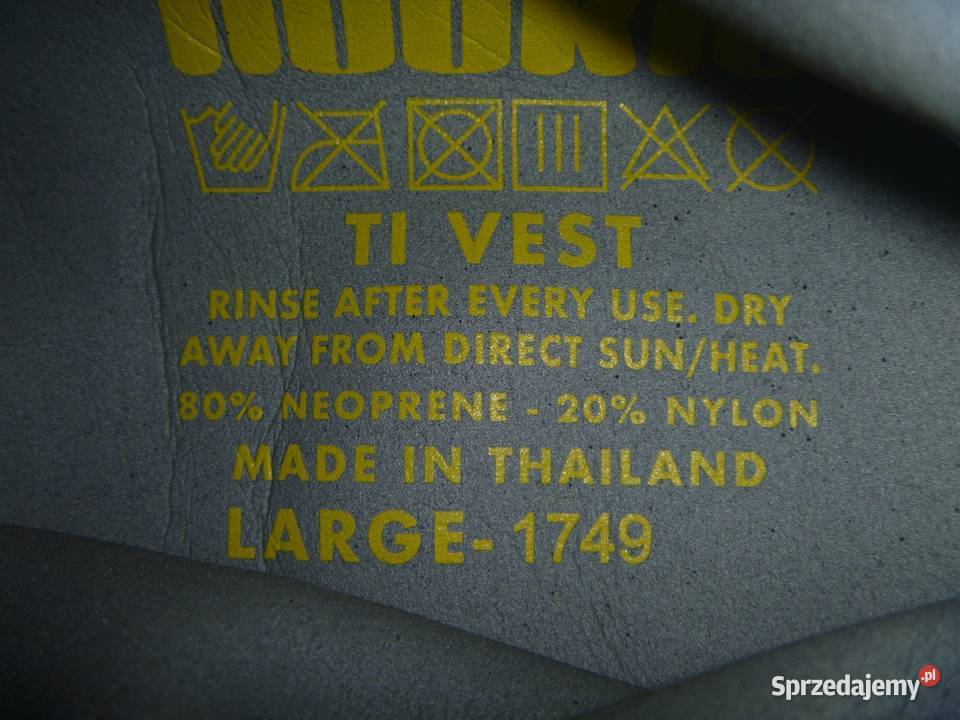 TI VEST
RINSE AFTER EVERY USE. DRY
AWAY FROM DIRECT SUN/HEAT.
80% NEOPRENE - 20% NYLON
MADE IN THAILAND
LARGE- 1749
Sprzedajemy.pl